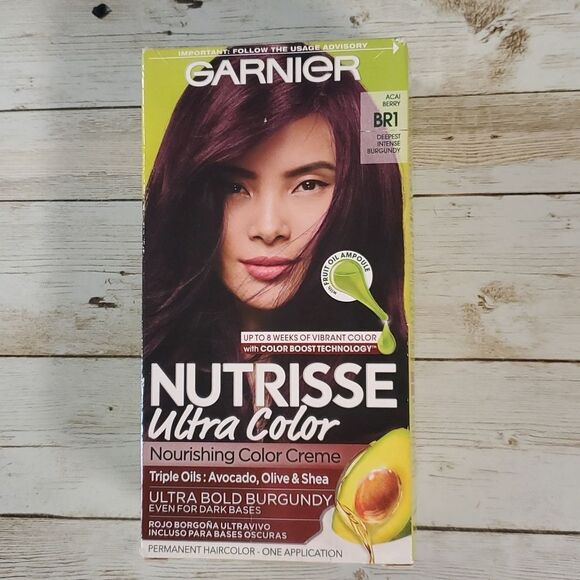 IMPORTANT: FOLLOW THE USAGE ADVISORY
GARNIER
ACAI
BERRY
BR1
DEEPEST
INTENSE
BURGUNDY
with FRUIT OIL AMPOULE
UP TO 8 WEEKS OF VIBRANT COLOR
with COLOR BOOST TECHNOLOGY™
NUTRISSE
Ultra Color
Nourishing Color Creme
Triple Oils : Avocado, Olive & Shea
ULTRA BOLD BURGUNDY
EVEN FOR DARK BASES
ROJO BORGOÑA ULTRAVIVO
INCLUSO PARA BASES OSCURAS
PERMANENT HAIRCOLOR - ONE APPLICATION